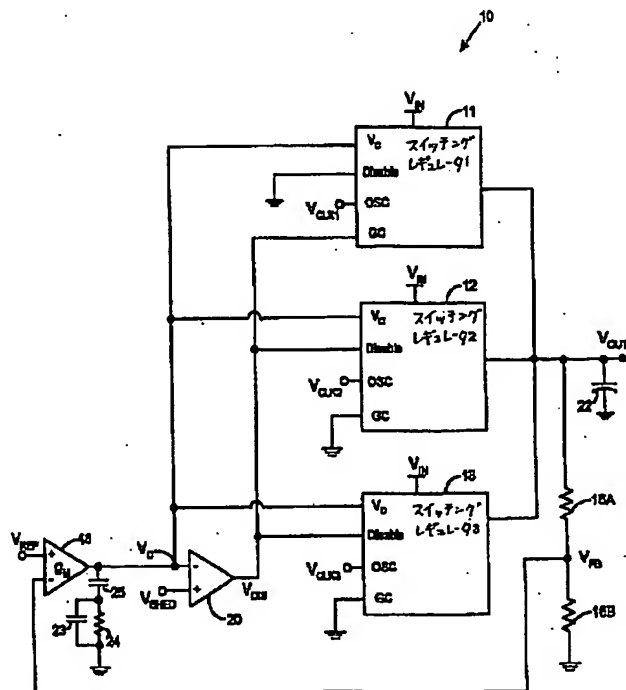 10
V_IN
11
V_C
スイッチング
レギュレータ1
Disable
V_CLK1
OSC
GC
V_IN
12
V_C
スイッチング
レギュレータ2
Disable
V_CLK2
OSC
GC
V_OUT
22
V_IN
13
V_C
スイッチング
レギュレータ3
Disable
V_CLK3
OSC
GC
18A
V_FB
16B
V_REF
+
g_M
-
V_C
25
23
24
-
+
V_SHED
20
V_DIS